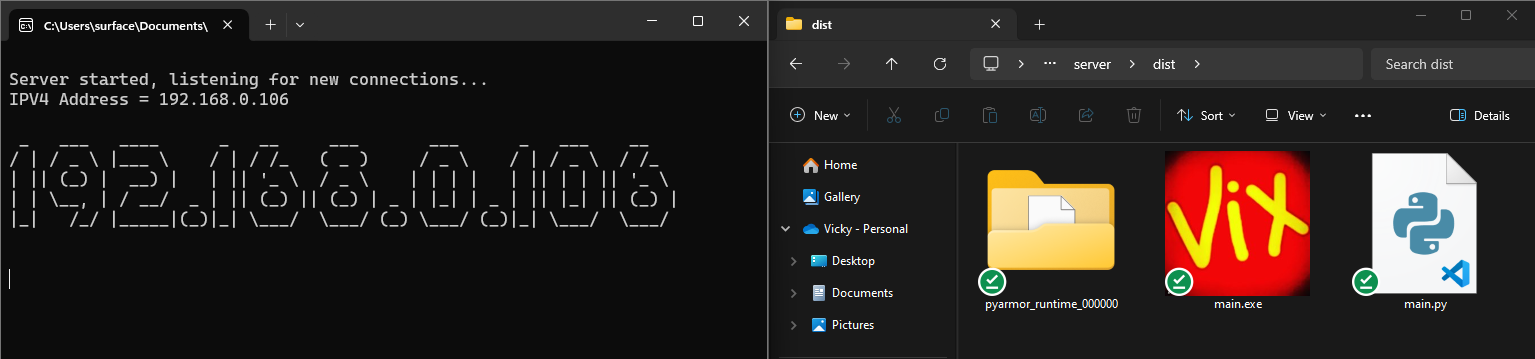 C:\Users\surface\Documents\
Server started, listening for new connections...
IPV4 Address = 192.168.0.106
192.168.0.106
dist
server
dist
Search dist
New
Sort
View
Details
Home
Gallery
Vicky - Personal
Desktop
Documents
Pictures
pyarmor_runtime_000000
Vix
main.exe
main.py